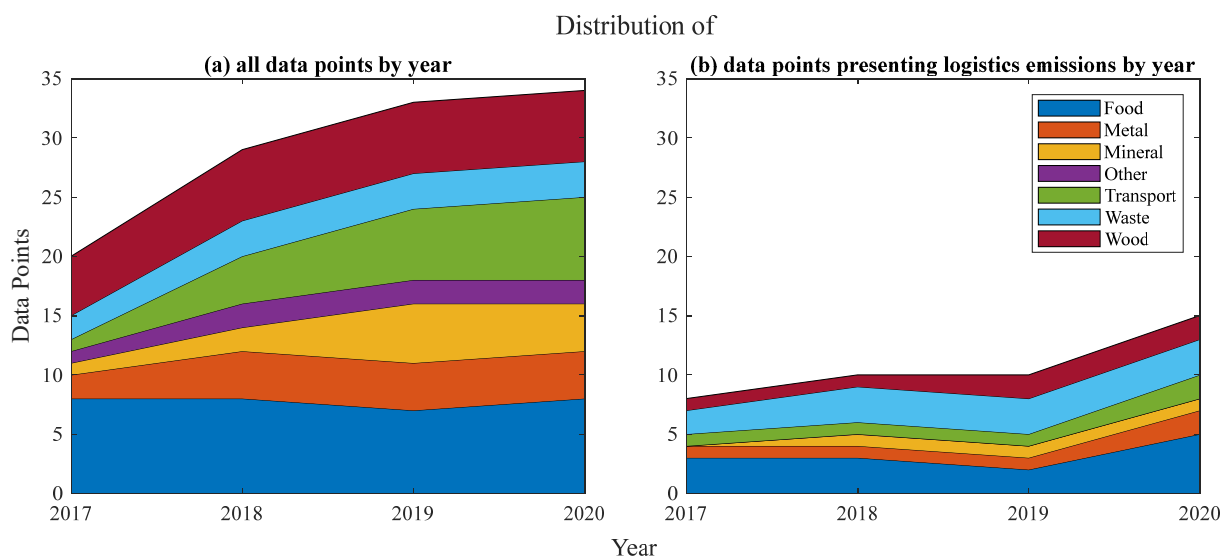 Distribution of
(a) all data points by year
(b) data points presenting logistics emissions by year
Data Points
35
30
25
20
15
10
5
0
2017
2018
2019
2020
35
30
25
20
15
10
5
0
2017
2018
2019
2020
Food
Metal
Mineral
Other
Transport
Waste
Wood
Year